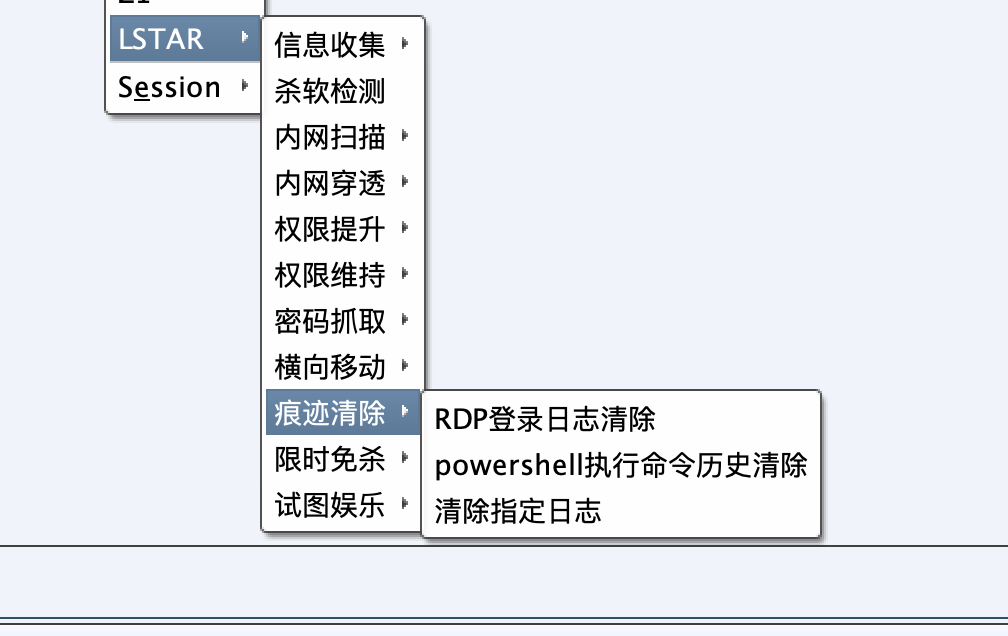 LSTAR
Session
信息收集
杀软检测
内网扫描
内网穿透
权限提升
权限维持
密码抓取
横向移动
痕迹清除
限时免杀
试图娱乐
RDP登录日志清除
powershell执行命令历史清除
清除指定日志